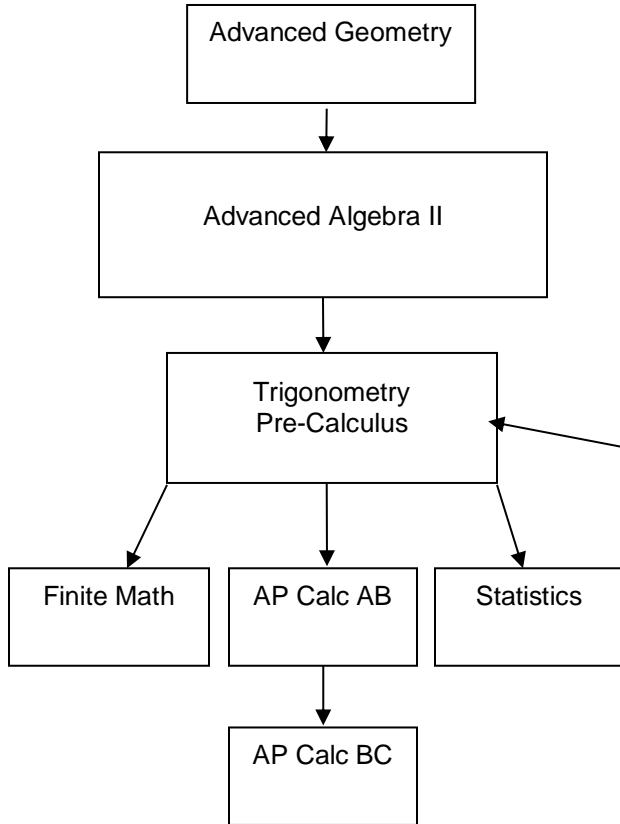 Advanced Geometry
Advanced Algebra II
Trigonometry
Pre-Calculus
Finite Math
AP Calc AB
Statistics
AP Calc BC